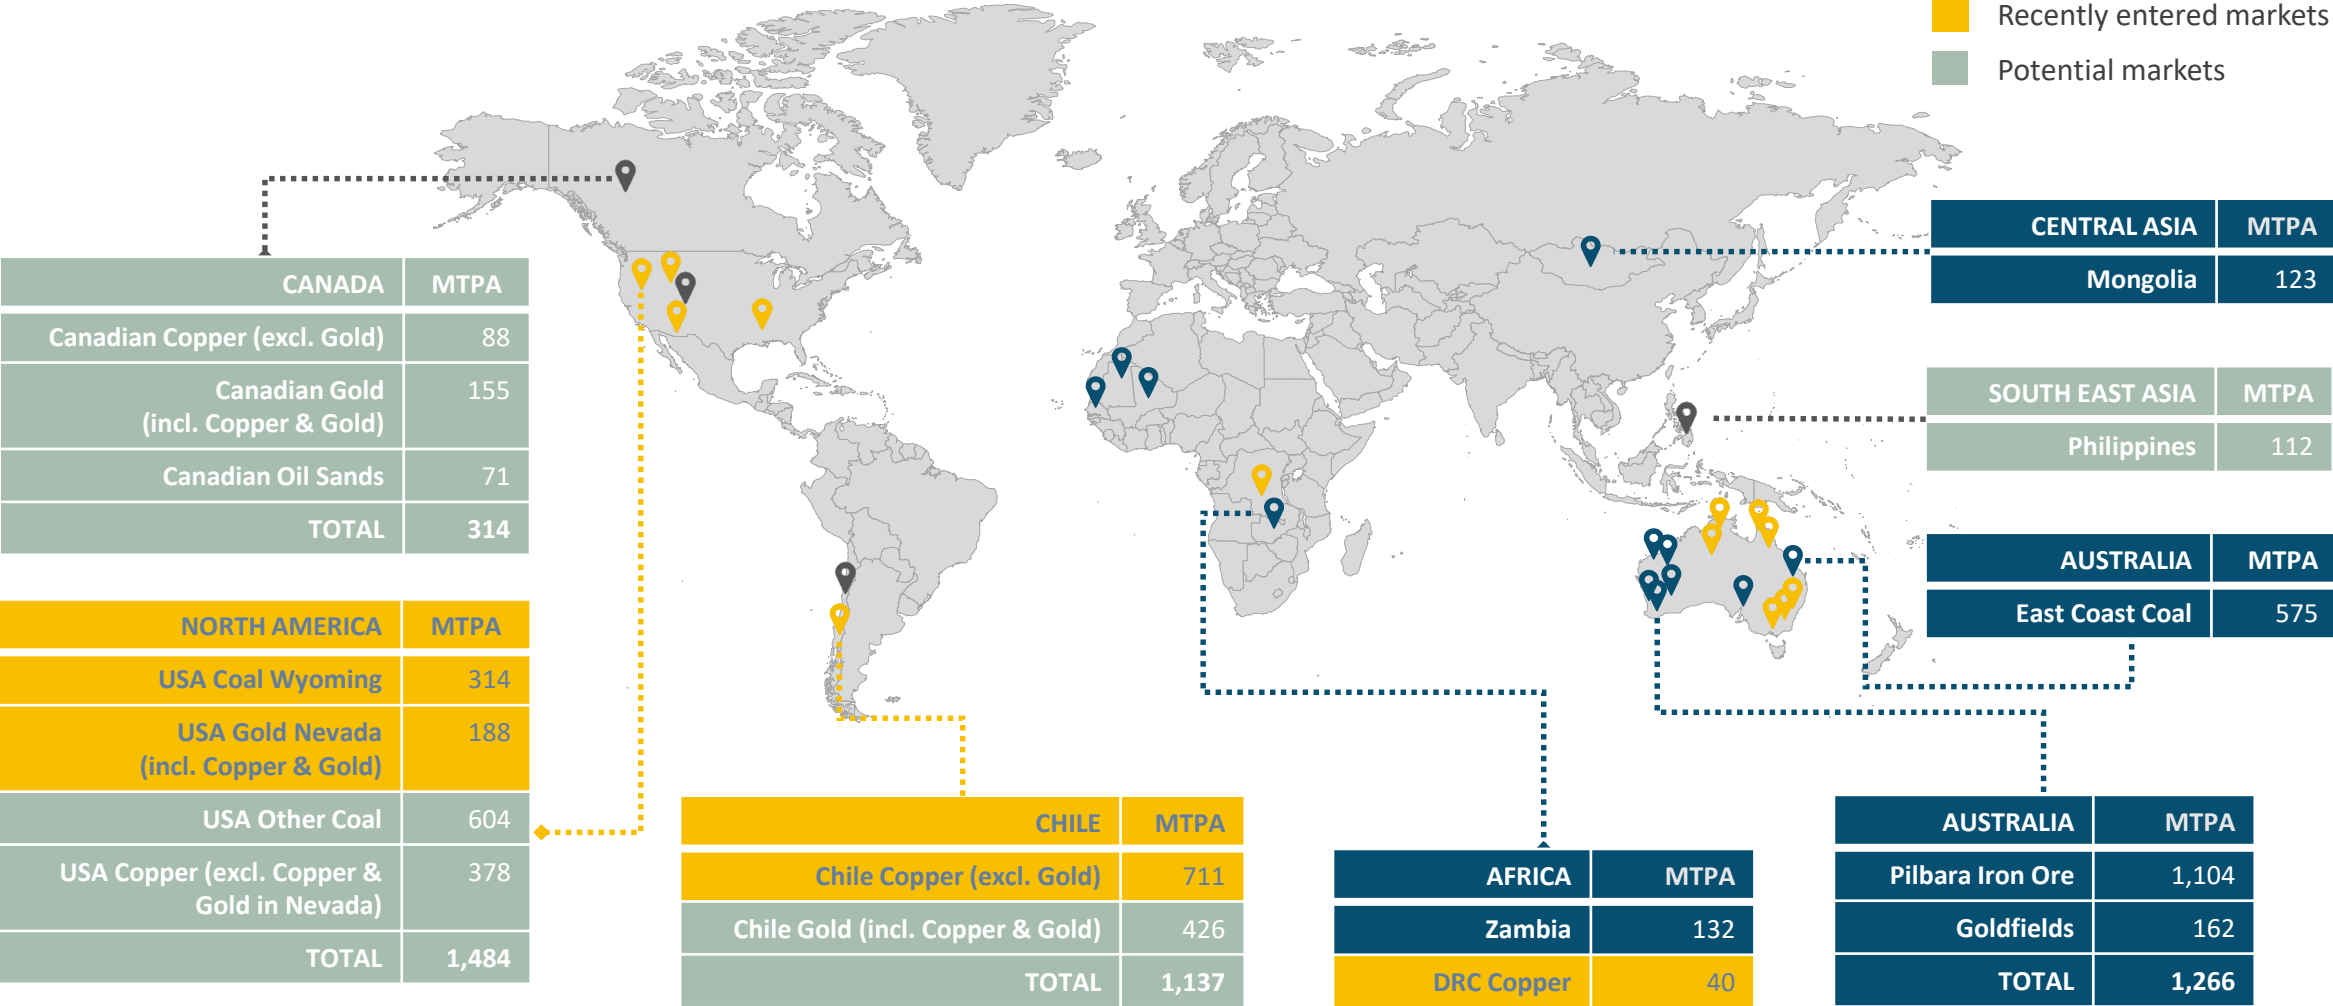 Recently entered markets
Potential markets
CENTRAL ASIA MTPA
Mongolia 123
CANADA MTPA
Canadian Copper (excl. Gold) 88
Canadian Gold 155
(incl. Copper & Gold)
Canadian Oil Sands 71
TOTAL 314
SOUTH EAST ASIA MTPA
Philippines 112
AUSTRALIA MTPA
East Coast Coal 575
NORTH AMERICA MTPA
USA Coal Wyoming 314
USA Gold Nevada 188
(incl. Copper & Gold)
USA Other Coal 604
USA Copper (excl. Copper & 378
Gold in Nevada)
TOTAL 1,484
CHILE MTPA
Chile Copper (excl. Gold) 711
Chile Gold (incl. Copper & Gold) 426
TOTAL 1,137
AFRICA MTPA
Zambia 132
DRC Copper 40
AUSTRALIA MTPA
Pilbara Iron Ore 1,104
Goldfields 162
TOTAL 1,266